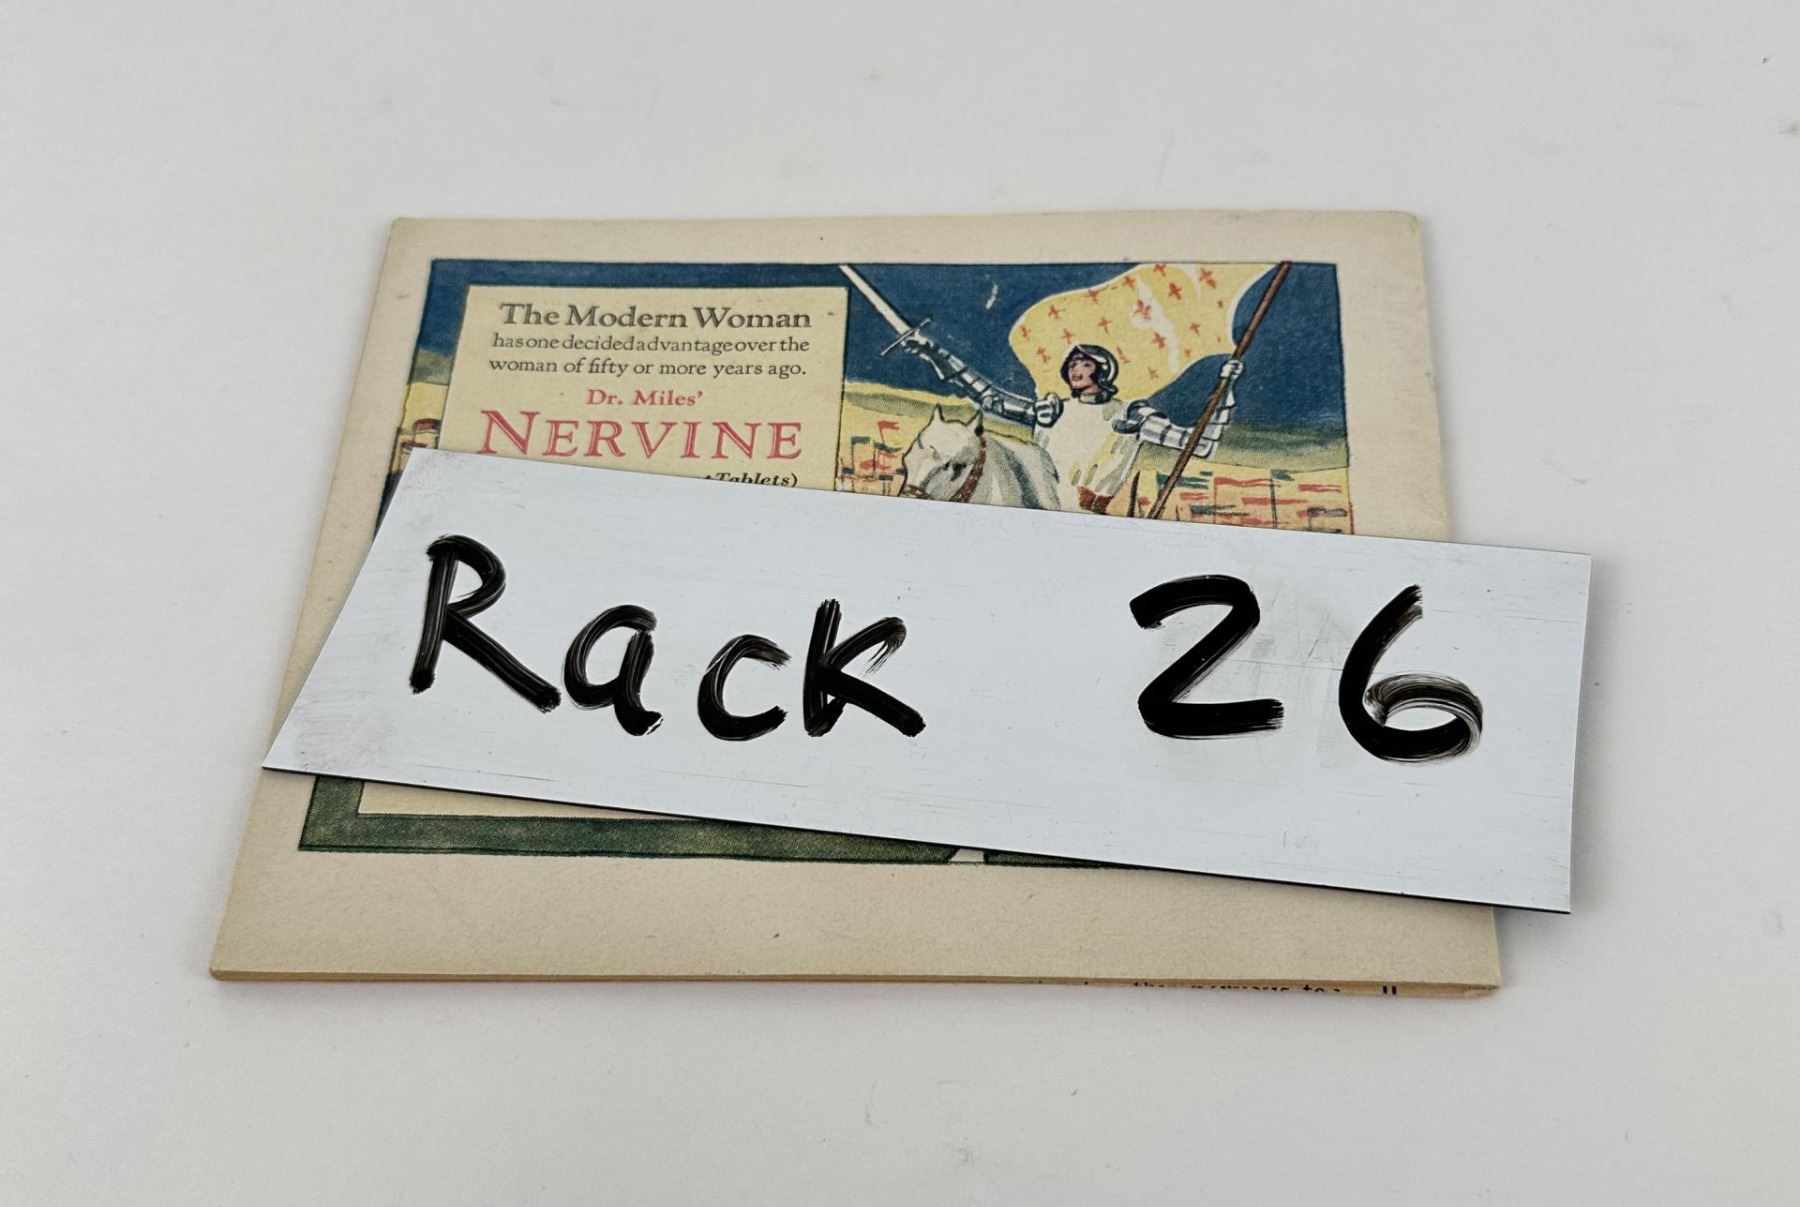 The Modern Woman
has one decided advantage over the
woman of fifty or more years ago.
Dr. Miles'
NERVINE
Tablets)
Rack 26